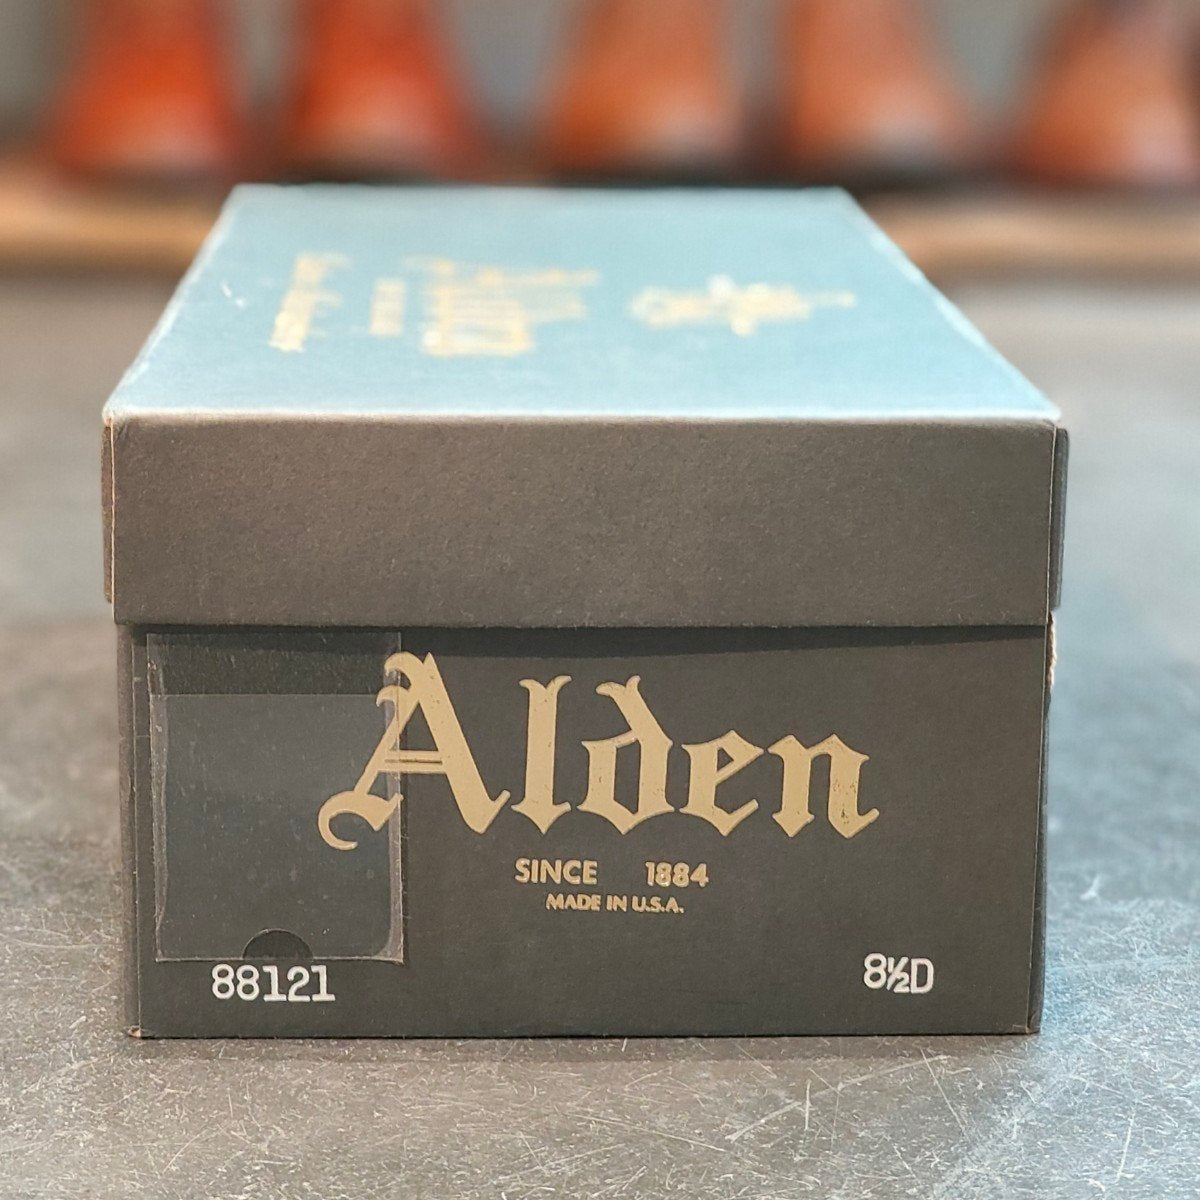 Alden
SINCE 1884
MADE IN U.S.A.
88121 8½D